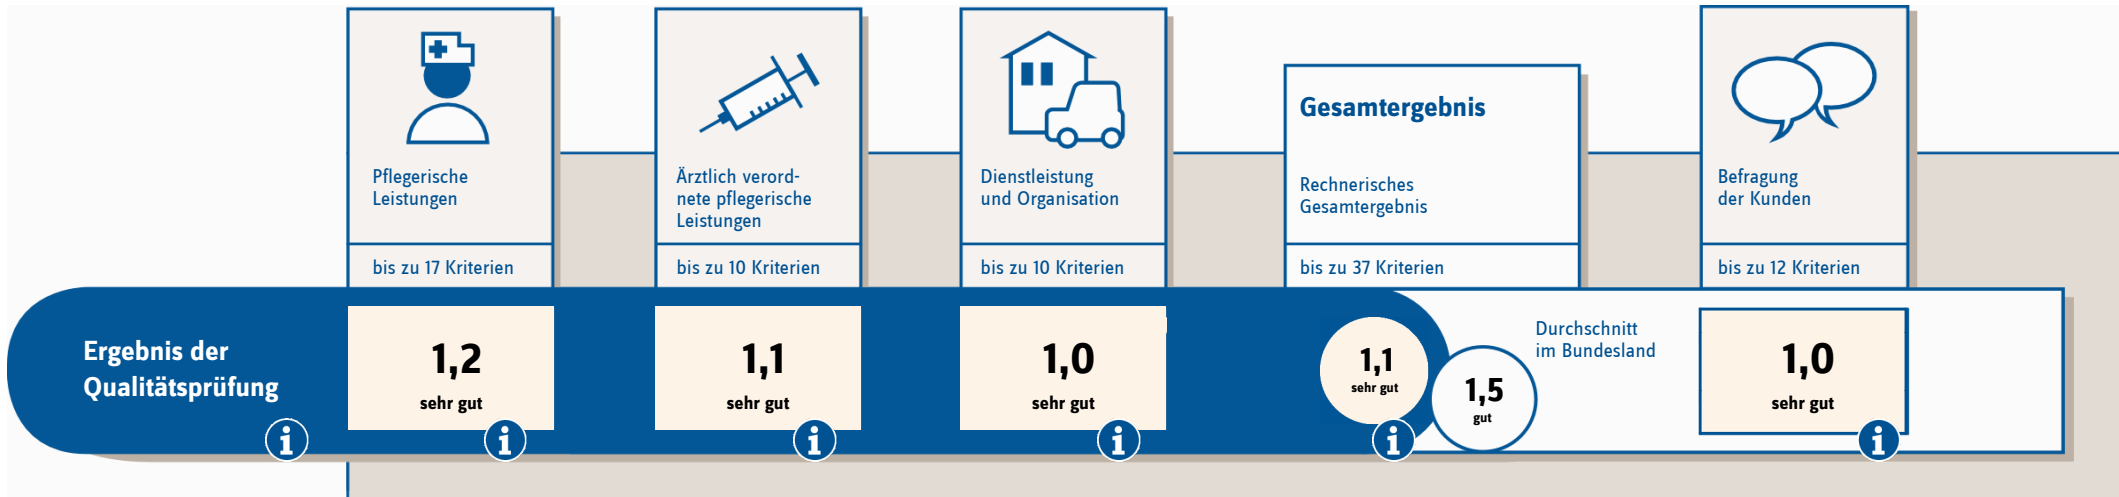 Pflegerische
Leistungen
bis zu 17 Kriterien
Ärztlich verord-
nete pflegerische
Leistungen
bis zu 10 Kriterien
Dienstleistung
und Organisation
bis zu 10 Kriterien
Gesamtergebnis
Rechnerisches
Gesamtergebnis
bis zu 37 Kriterien
Befragung
der Kunden
bis zu 12 Kriterien
Ergebnis der
Qualitätsprüfung
i
1,2
sehr gut
i
1,1
sehr gut
i
1,0
sehr gut
i
1,1
sehr gut
i
1,5
gut
Durchschnitt
im Bundesland
1,0
sehr gut
i